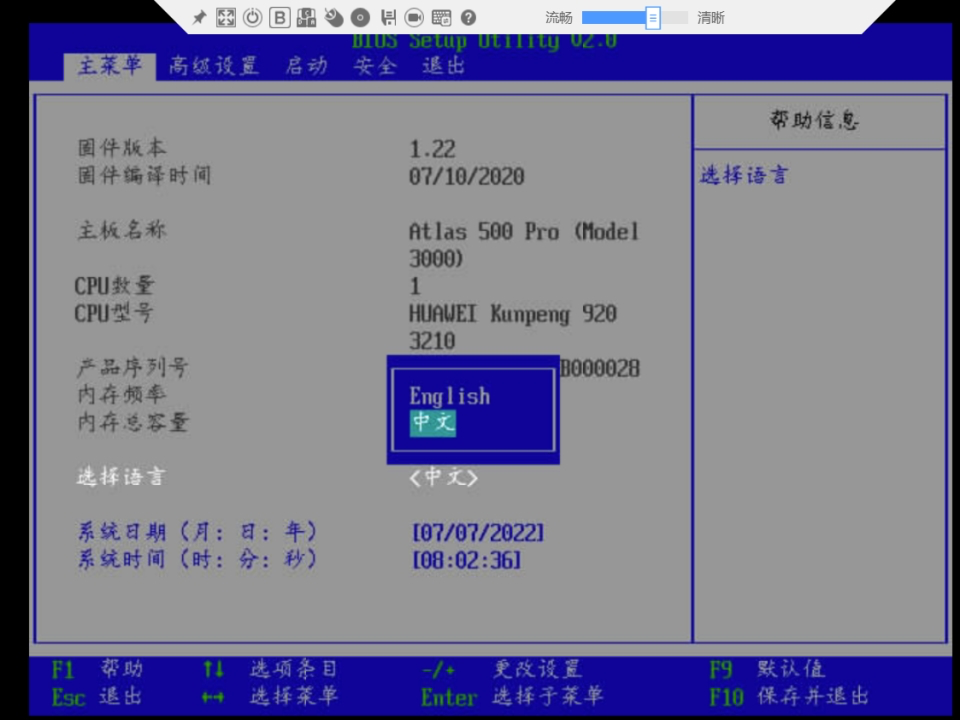 流畅 清晰
BIOS Setup Utility V2.0
主菜单 高级设置 启动 安全 退出
帮助信息
固件版本 1.22
固件编译时间 07/10/2020
选择语言
主板名称 Atlas 500 Pro (Model
3000)
CPU数量 1
CPU型号 HUAWEI Kunpeng 920
3210
产品序列号 B000028
内存频率
内存总容量
English
中文
选择语言 <中文>
系统日期(月: 日: 年) [07/07/2022]
系统时间(时: 分: 秒) [08:02:36]
F1 帮助 ↑↓ 选项条目 -/+ 更改设置 F9 默认值
Esc 退出 ←→ 选择菜单 Enter 选择子菜单 F10 保存并退出